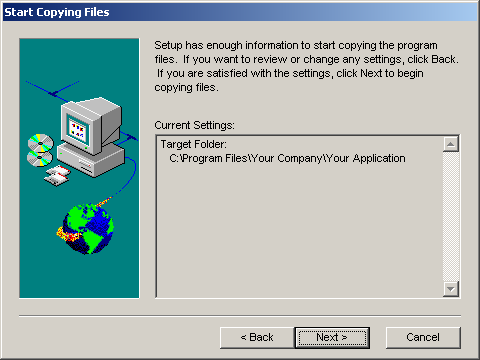 Start Copying Files
Setup has enough information to start copying the program
files. If you want to review or change any settings, click Back.
If you are satisfied with the settings, click Next to begin
copying files.
Current Settings:
Target Folder:
C:\Program Files\Your Company\Your Application
< Back
Next >
Cancel